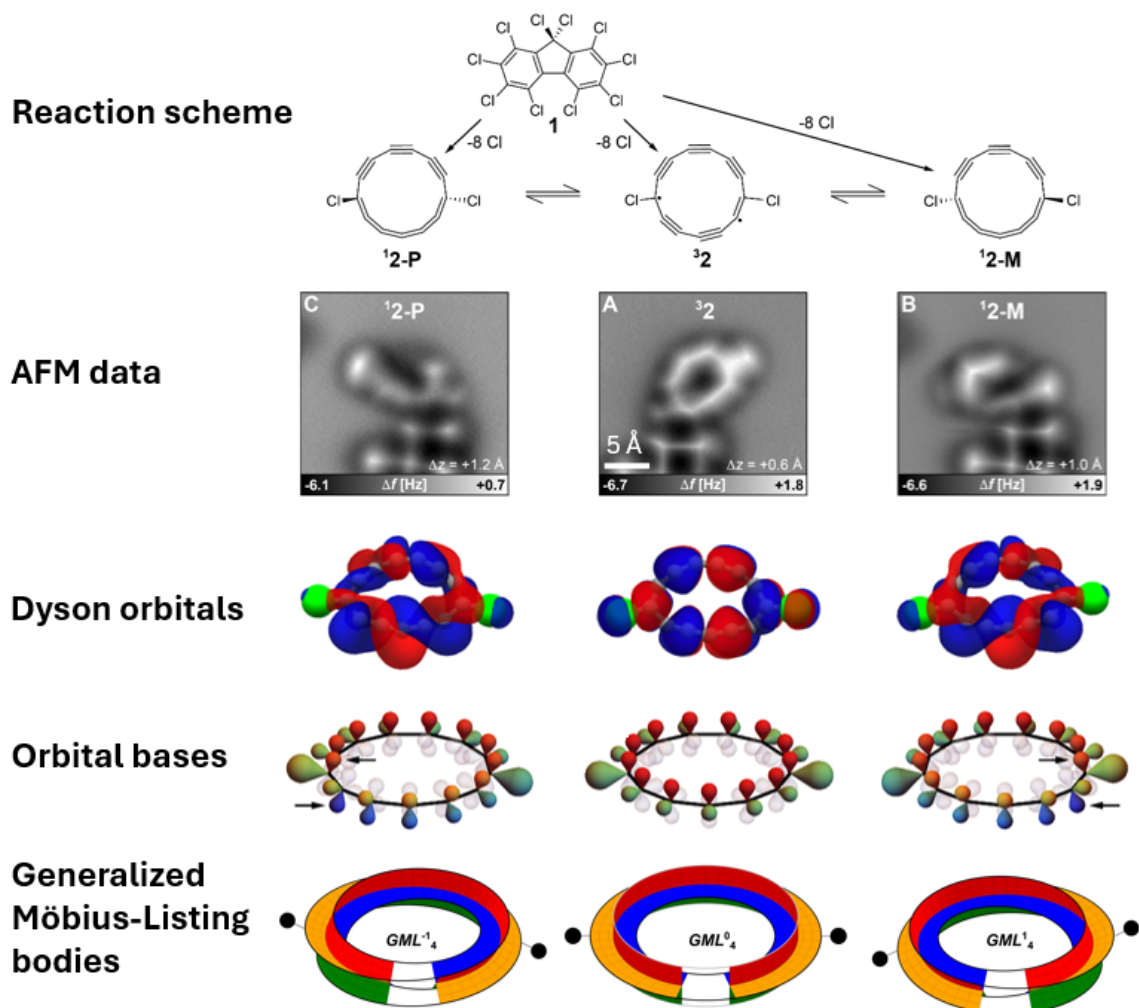 Reaction scheme
Cl Cl Cl Cl
Cl Cl
Cl Cl Cl Cl
1
-8 Cl -8 Cl -8 Cl
Cl Cl Cl Cl Cl Cl
¹2-P ³2 ¹2-M
AFM data
C ¹2-P A ³2 B ¹2-M
5 Å
Δz = +1.2 Å Δz = +0.6 Å Δz = +1.0 Å
-6.1 Δf [Hz] +0.7 -6.7 Δf [Hz] +1.8 -6.6 Δf [Hz] +1.9
Dyson orbitals
Orbital bases
Generalized
Möbius-Listing
bodies
GML⁻¹₄ GML⁰₄ GML¹₄